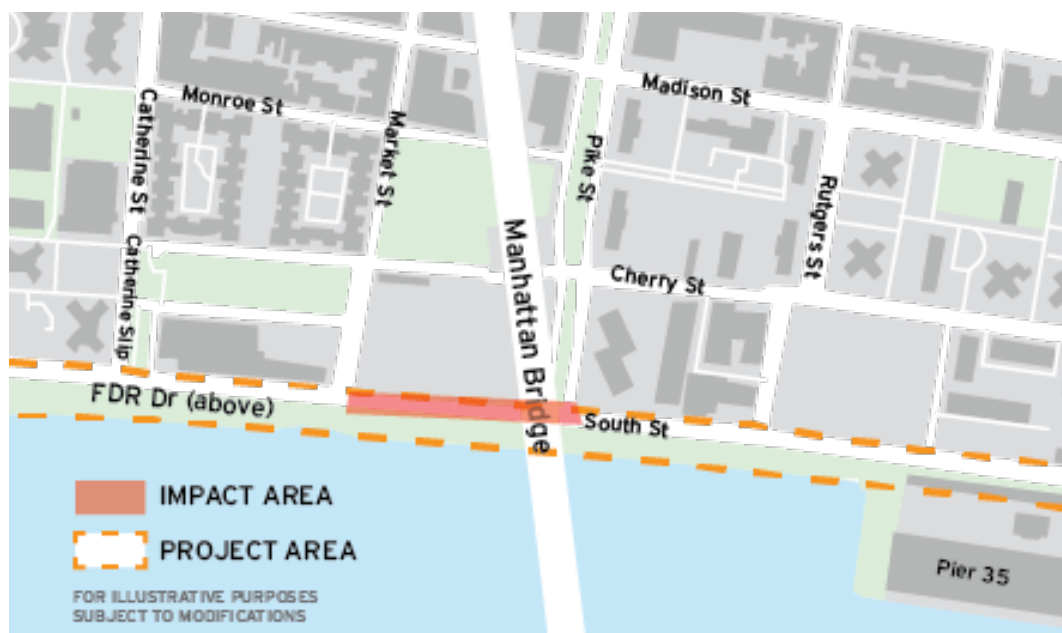 Madison St
Monroe St
Catherine St
Market St
Pike St
Rutgers St
Manhattan Bridge
Catherine Slip
Cherry St
FDR Dr (above)
South St
IMPACT AREA
PROJECT AREA
Pier 35
FOR ILLUSTRATIVE PURPOSES
SUBJECT TO MODIFICATIONS